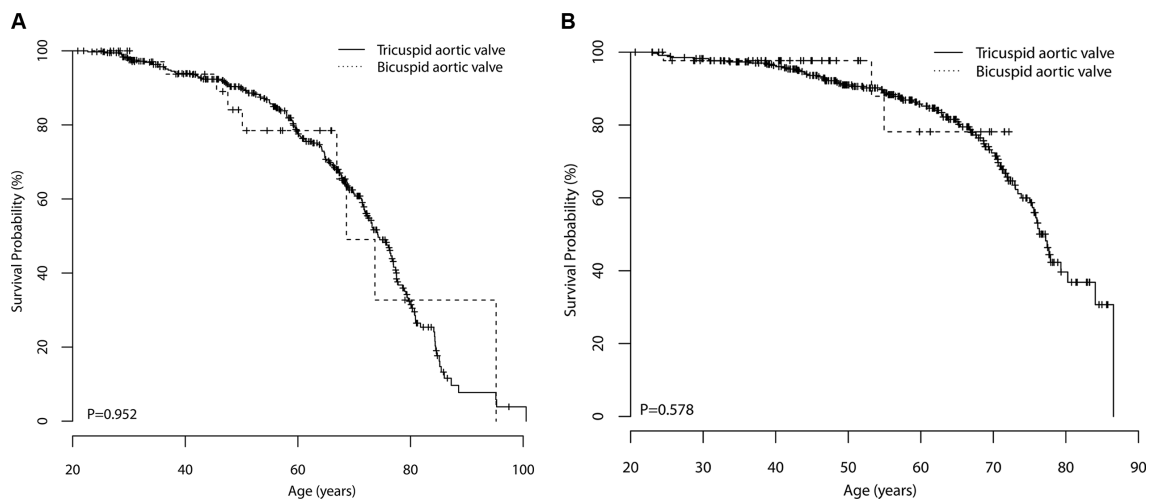 A
Survival Probability (%)
100
80
60
40
20
0
Tricuspid aortic valve
Bicuspid aortic valve
P=0.952
20 40 60 80 100
Age (years)
B
Survival Probability (%)
100
80
60
40
20
0
Tricuspid aortic valve
Bicuspid aortic valve
P=0.578
20 30 40 50 60 70 80 90
Age (years)